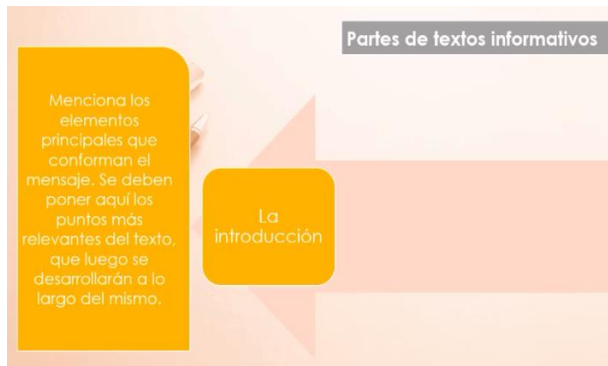 Partes de textos informativos
Menciona los
elementos
principales que
conforman el
mensaje. Se deben
poner aquí los
puntos más
relevantes del texto,
que luego se
desarrollarán a lo
largo del mismo.
La
introducción